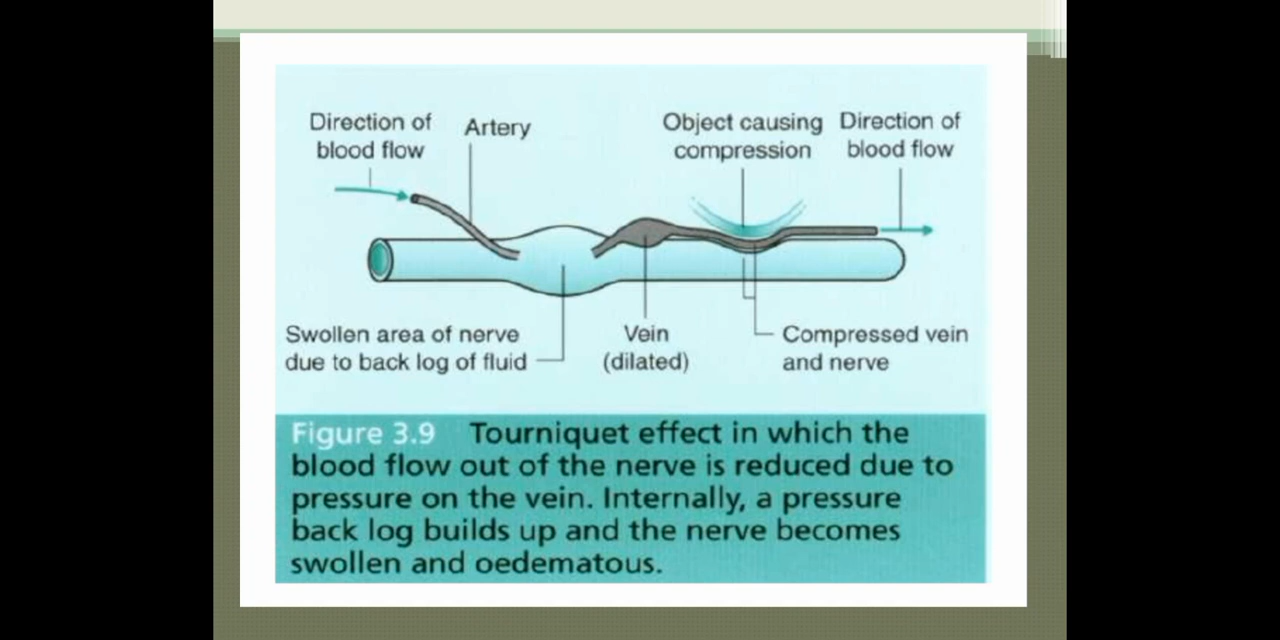 Direction of
blood flow
Artery
Object causing
compression
Direction of
blood flow
Swollen area of nerve
due to back log of fluid
Vein
(dilated)
Compressed vein
and nerve
Figure 3.9 Tourniquet effect in which the
blood flow out of the nerve is reduced due to
pressure on the vein. Internally, a pressure
back log builds up and the nerve becomes
swollen and oedematous.